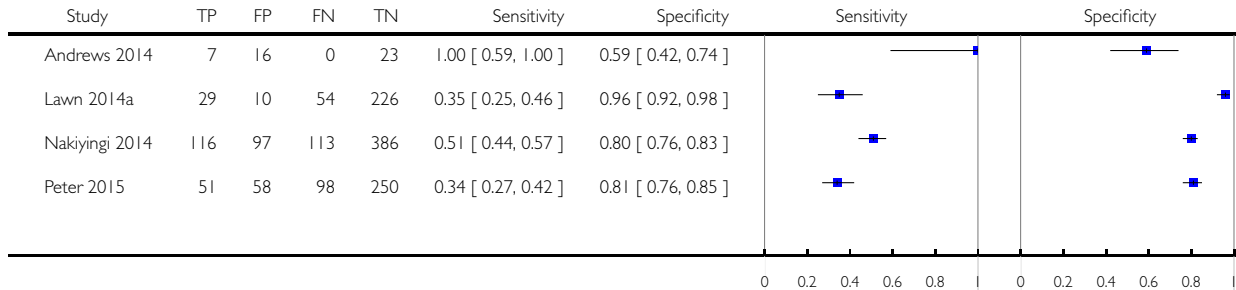 Study TP FP FN TN Sensitivity Specificity Sensitivity Specificity
Andrews 2014 7 16 0 23 1.00 [ 0.59, 1.00 ] 0.59 [ 0.42, 0.74 ]
Lawn 2014a 29 10 54 226 0.35 [ 0.25, 0.46 ] 0.96 [ 0.92, 0.98 ]
Nakiyingi 2014 116 97 113 386 0.51 [ 0.44, 0.57 ] 0.80 [ 0.76, 0.83 ]
Peter 2015 51 58 98 250 0.34 [ 0.27, 0.42 ] 0.81 [ 0.76, 0.85 ]
0 0.2 0.4 0.6 0.8 1 0 0.2 0.4 0.6 0.8 1